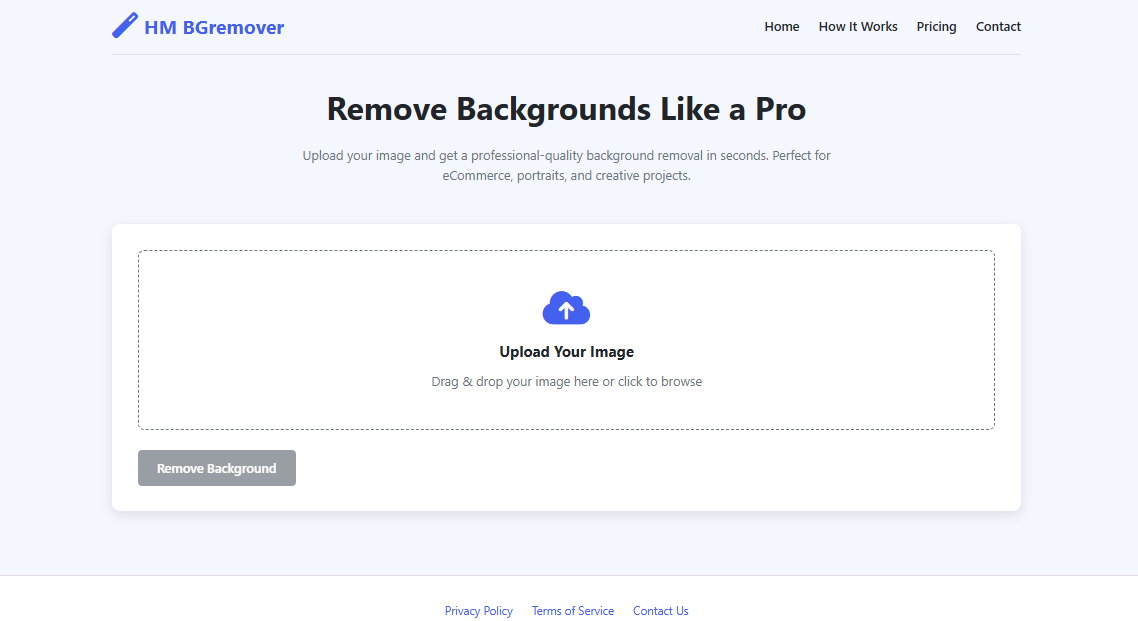 HM BGremover
Home How It Works Pricing Contact
Remove Backgrounds Like a Pro
Upload your image and get a professional-quality background removal in seconds. Perfect for
eCommerce, portraits, and creative projects.
Upload Your Image
Drag & drop your image here or click to browse
Remove Background
Privacy Policy Terms of Service Contact Us